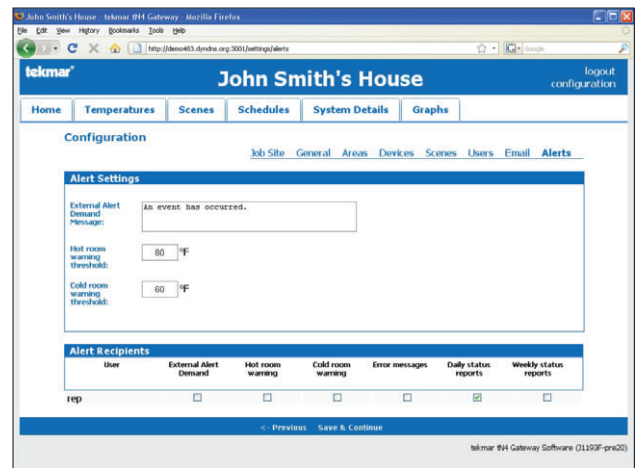 John Smith's House - tekmar tN4 Gateway - Mozilla Firefox
File Edit View History Bookmarks Tools Help
http://demo483.dyndns.org:3001/settings/alerts
Google
tekmar®
John Smith's House
logout
configuration
Home Temperatures Scenes Schedules System Details Graphs
Configuration
Job Site General Areas Devices Scenes Users Email Alerts
Alert Settings
External Alert
Demand
Message:
An event has occurred.
Hot room
warning
threshold:
80 °F
Cold room
warning
threshold:
60 °F
Alert Recipients
User External Alert Demand Hot room warning Cold room warning Error messages Daily status reports Weekly status reports
rep
<- Previous Save & Continue
tekmar tN4 Gateway Software (J1193F-pre20)